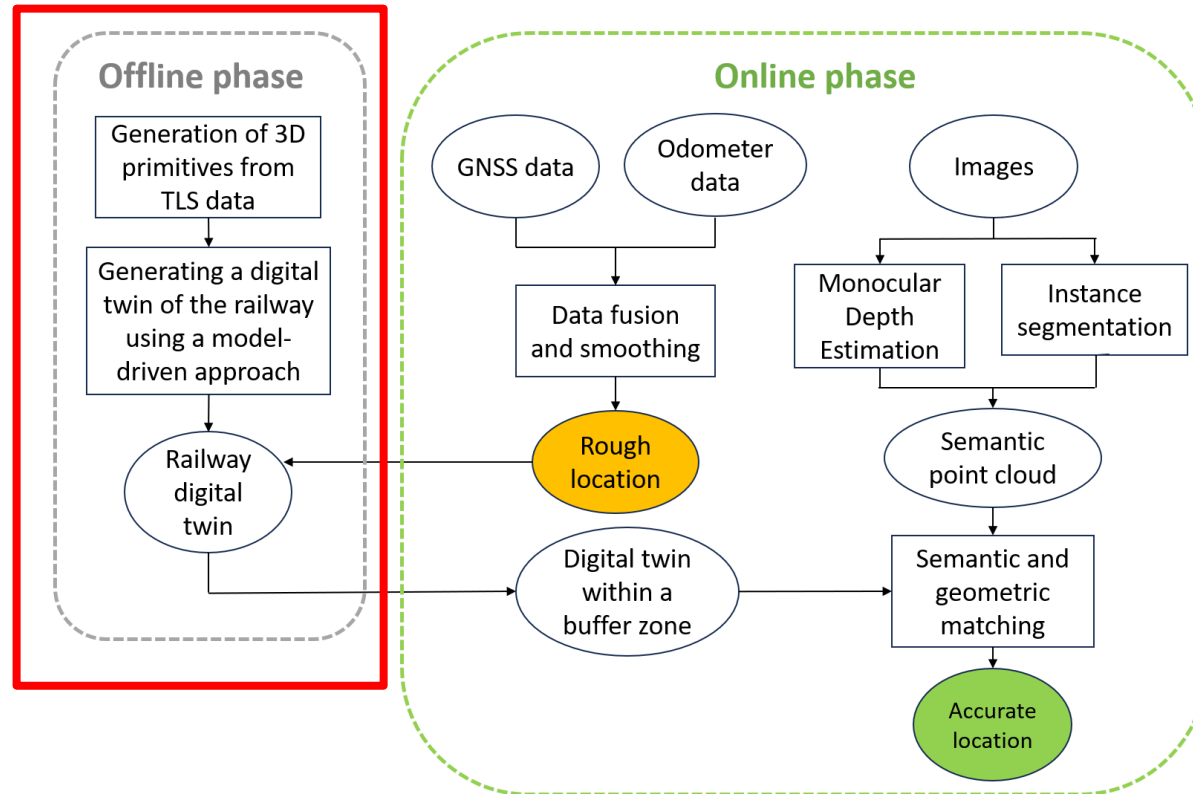 Offline phase
Generation of 3D
primitives from
TLS data
Generating a digital
twin of the railway
using a model-
driven approach
Railway
digital
twin
Online phase
GNSS data
Odometer
data
Images
Data fusion
and smoothing
Monocular
Depth
Estimation
Instance
segmentation
Rough
location
Semantic
point cloud
Digital twin
within a
buffer zone
Semantic and
geometric
matching
Accurate
location